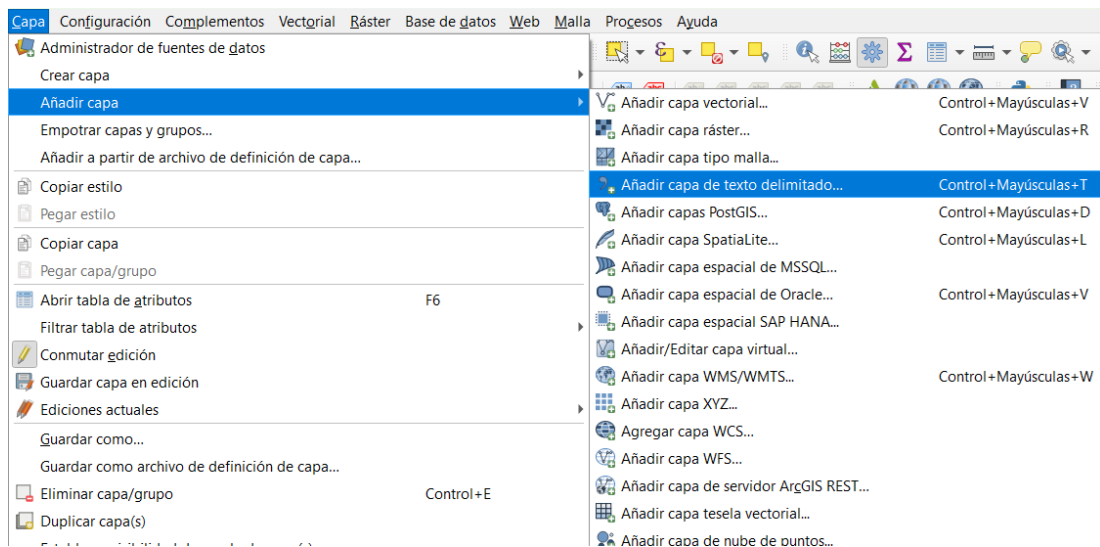 Capa Configuración Complementos Vectorial Ráster Base de datos Web Malla Procesos Ayuda
Administrador de fuentes de datos
Crear capa
Añadir capa
Empotrar capas y grupos...
Añadir a partir de archivo de definición de capa...
Copiar estilo
Pegar estilo
Copiar capa
Pegar capa/grupo
Abrir tabla de atributos F6
Filtrar tabla de atributos
Conmutar edición
Guardar capa en edición
Ediciones actuales
Guardar como...
Guardar como archivo de definición de capa...
Eliminar capa/grupo Control+E
Duplicar capa(s)
Añadir capa vectorial... Control+Mayúsculas+V
Añadir capa ráster... Control+Mayúsculas+R
Añadir capa tipo malla...
Añadir capa de texto delimitado... Control+Mayúsculas+T
Añadir capas PostGIS... Control+Mayúsculas+D
Añadir capa SpatiaLite... Control+Mayúsculas+L
Añadir capa espacial de MSSQL...
Añadir capa espacial de Oracle... Control+Mayúsculas+V
Añadir capa espacial SAP HANA...
Añadir/Editar capa virtual...
Añadir capa WMS/WMTS... Control+Mayúsculas+W
Añadir capa XYZ...
Agregar capa WCS...
Añadir capa WFS...
Añadir capa de servidor ArcGIS REST...
Añadir capa tesela vectorial...
Añadir capa de nube de puntos...